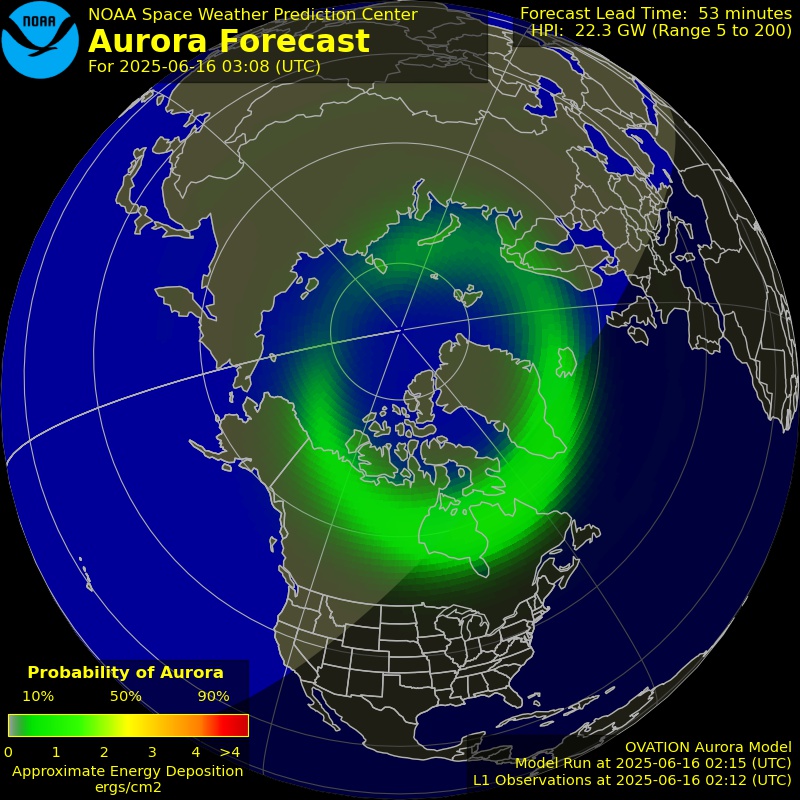 NOAA
NOAA Space Weather Prediction Center
Aurora Forecast
For 2025-06-16 03:08 (UTC)
Forecast Lead Time: 53 minutes
HPI: 22.3 GW (Range 5 to 200)
Probability of Aurora
10% 50% 90%
0 1 2 3 4 >4
Approximate Energy Deposition
ergs/cm2
OVATION Aurora Model
Model Run at 2025-06-16 02:15 (UTC)
L1 Observations at 2025-06-16 02:12 (UTC)